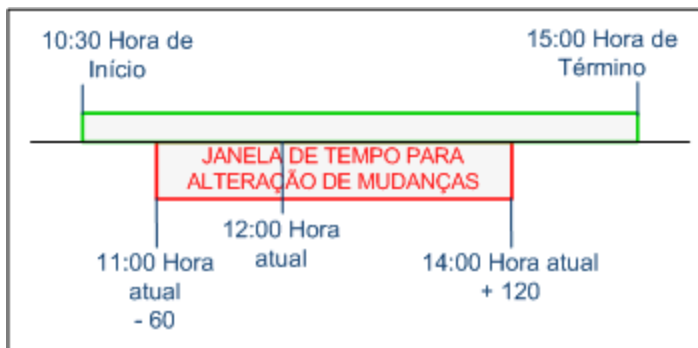 10:30 Hora de
Início
15:00 Hora de
Término
JANELA DE TEMPO PARA
ALTERAÇÃO DE MUDANÇAS
12:00 Hora
atual
11:00 Hora
atual
- 60
14:00 Hora atual
+ 120